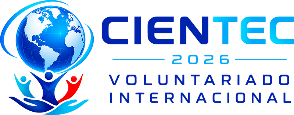 CIENTEC
2026
VOLUNTARIADO
INTERNACIONAL